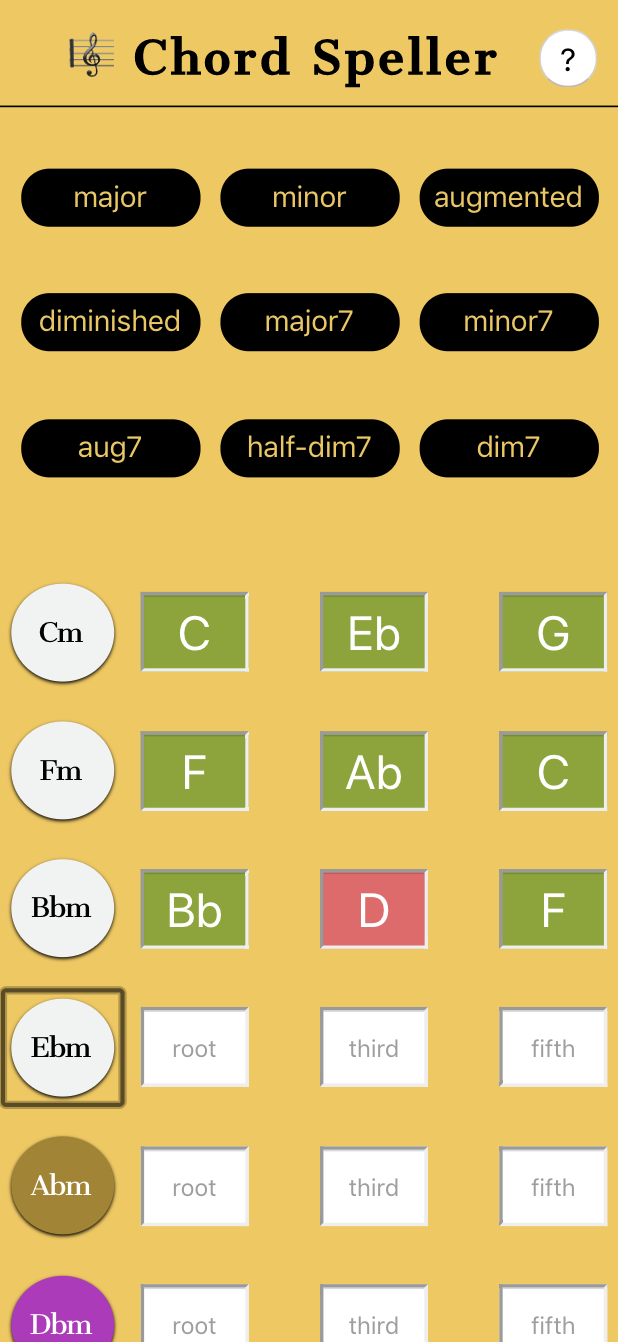 🎼 Chord Speller ?
major minor augmented
diminished major7 minor7
aug7 half-dim7 dim7
Cm C Eb G
Fm F Ab C
Bbm Bb D F
Ebm root third fifth
Abm root third fifth
Dbm root third fifth